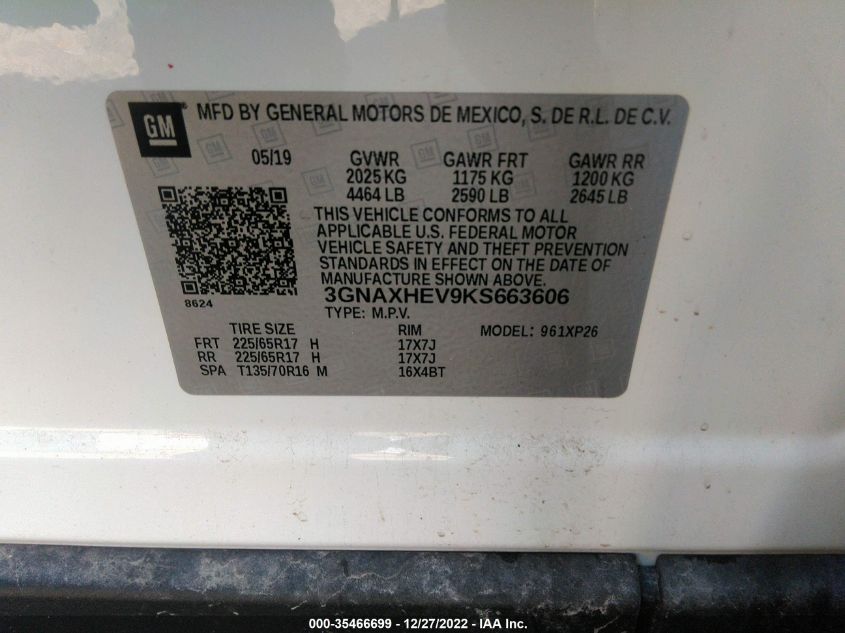 GM MFD BY GENERAL MOTORS DE MEXICO, S. DE R.L. DE C.V.
05/19 GVWR GAWR FRT GAWR RR
2025 KG 1175 KG 1200 KG
4464 LB 2590 LB 2645 LB
THIS VEHICLE CONFORMS TO ALL
APPLICABLE U.S. FEDERAL MOTOR
VEHICLE SAFETY AND THEFT PREVENTION
STANDARDS IN EFFECT ON THE DATE OF
MANUFACTURE SHOWN ABOVE.
8624 3GNAXHEV9KS663606
TYPE: M.P.V.
TIRE SIZE RIM MODEL: 961XP26
FRT 225/65R17 H 17X7J
RR 225/65R17 H 17X7J
SPA T135/70R16 M 16X4BT
000-35466699 - 12/27/2022 - IAA Inc.